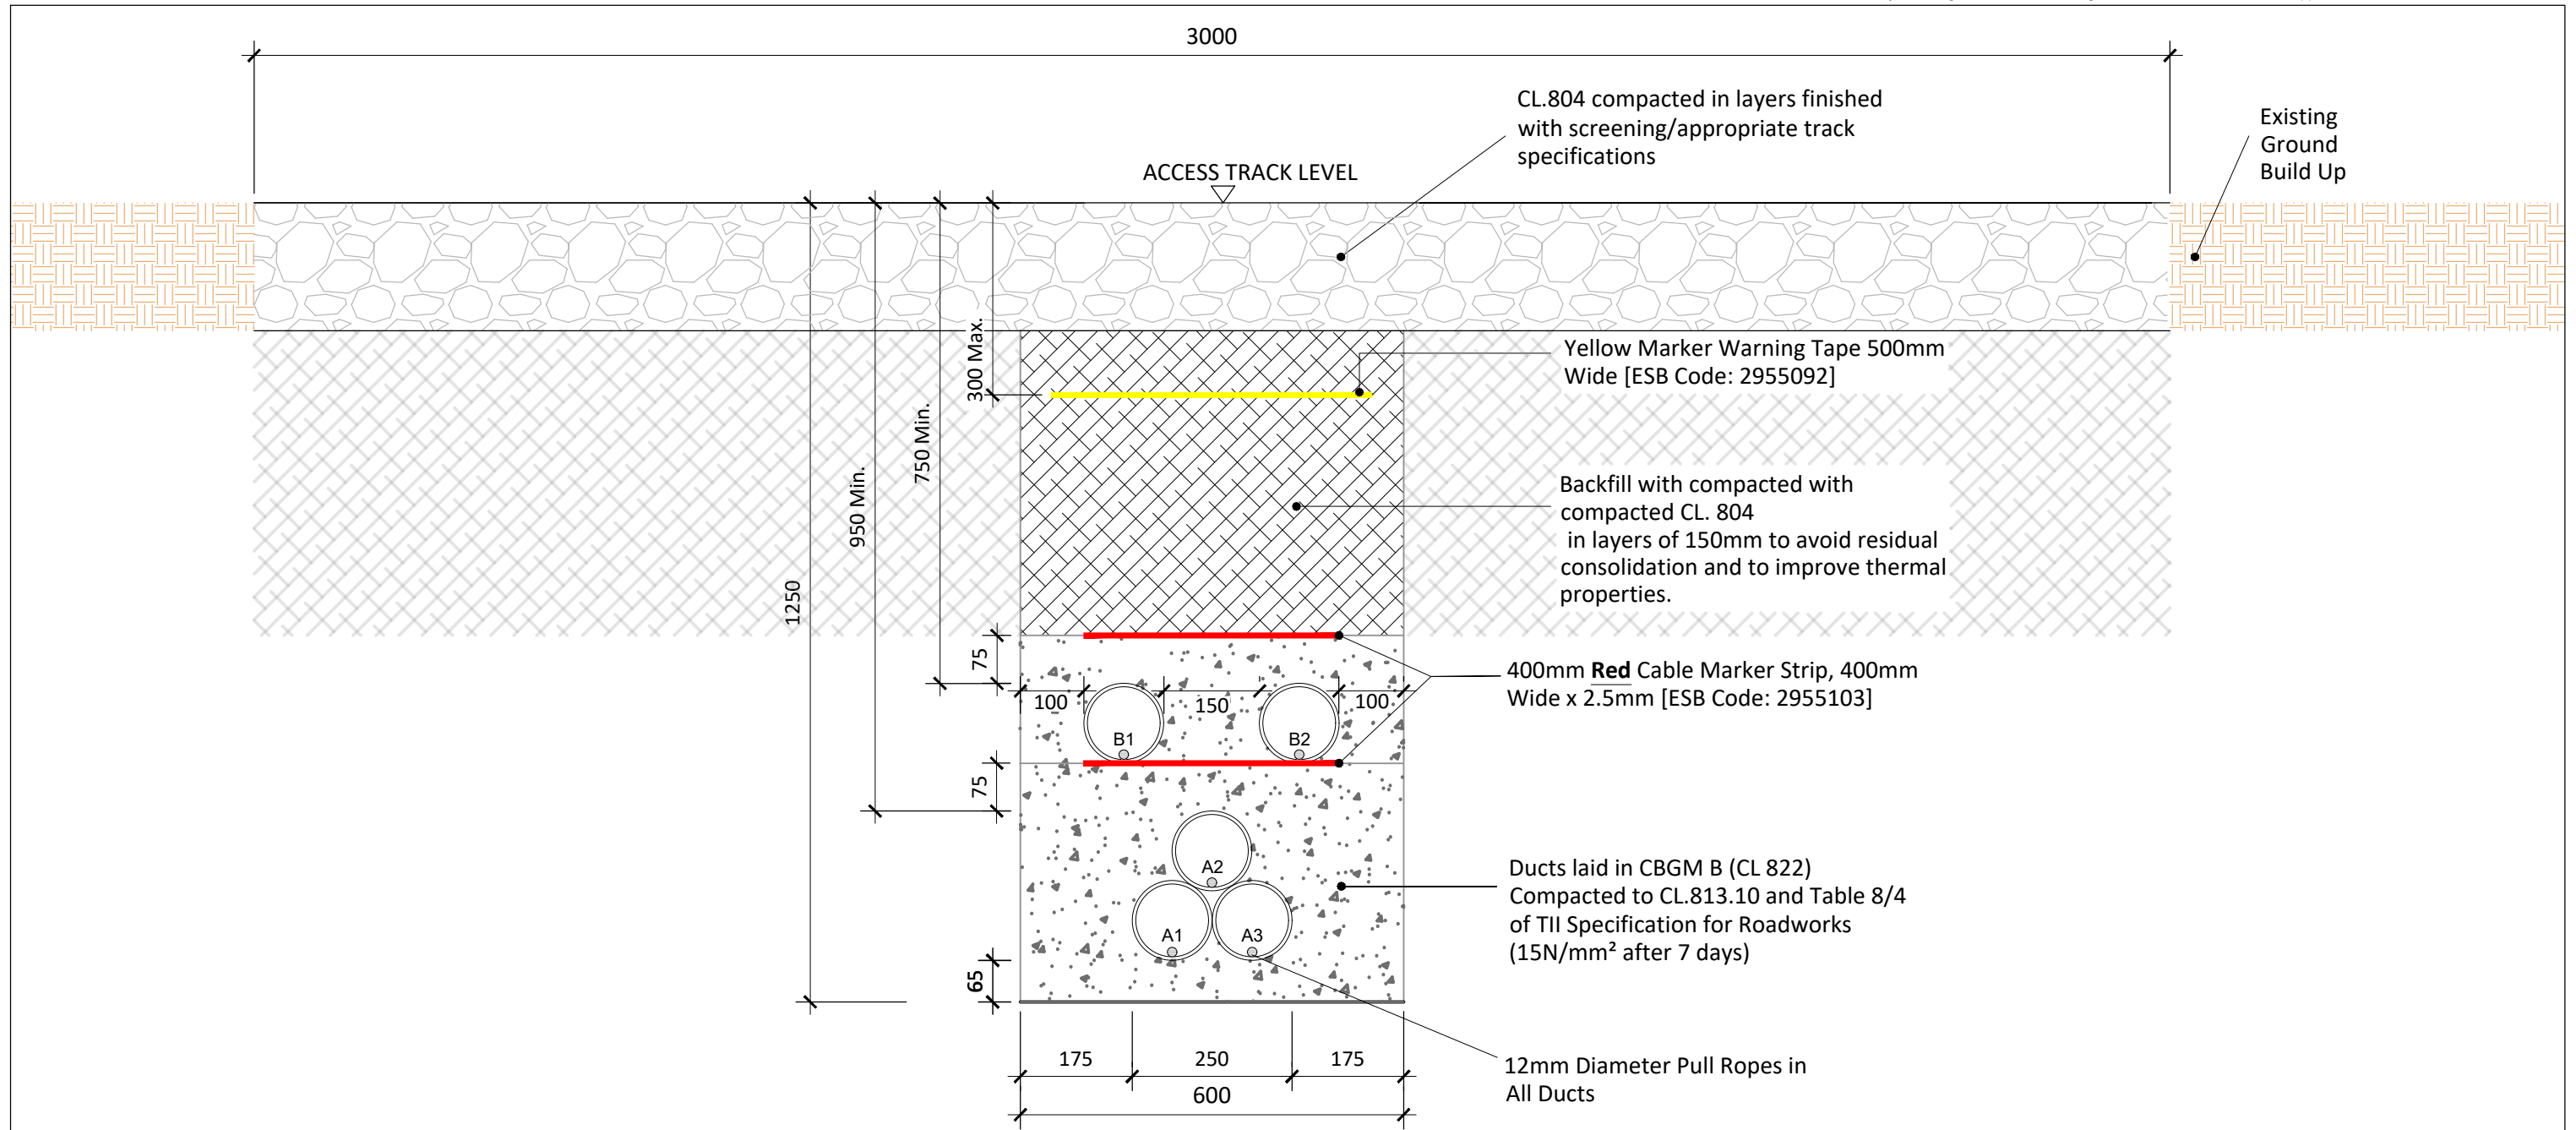 3000
CL.804 compacted in layers finished
with screening/appropriate track
specifications
Existing
Ground
Build Up
ACCESS TRACK LEVEL
300 Max.
750 Min.
950 Min.
1250
Yellow Marker Warning Tape 500mm
Wide [ESB Code: 2955092]
Backfill with compacted with
compacted CL. 804
in layers of 150mm to avoid residual
consolidation and to improve thermal
properties.
75
100
150
100
400mm Red Cable Marker Strip, 400mm
Wide x 2.5mm [ESB Code: 2955103]
B1
B2
75
A2
A1
A3
Ducts laid in CBGM B (CL 822)
Compacted to CL.813.10 and Table 8/4
of TII Specification for Roadworks
(15N/mm² after 7 days)
65
175
250
175
600
12mm Diameter Pull Ropes in
All Ducts